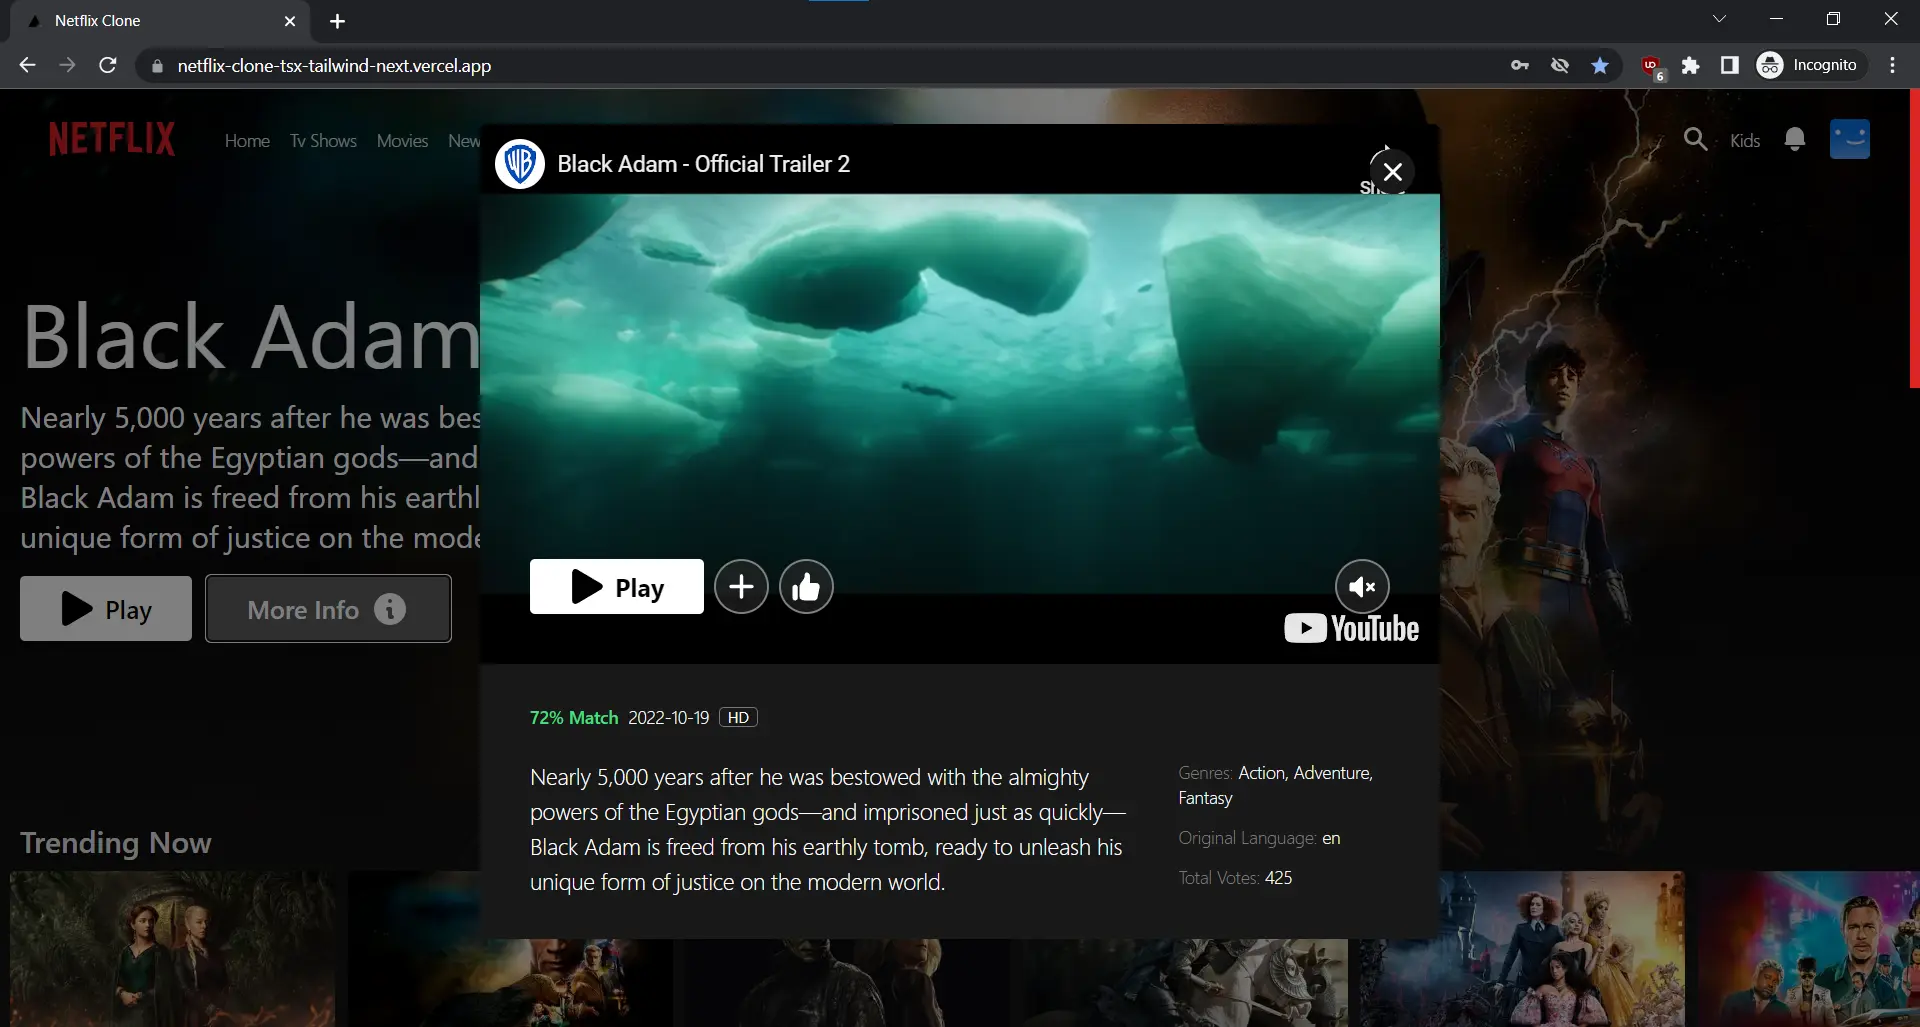 Netflix Clone
netflix-clone-tsx-tailwind-next.vercel.app
6
Incognito
NETFLIX
Home
Tv Shows
Movies
New
Kids
WB
Black Adam - Official Trailer 2
Black Adam
Nearly 5,000 years after he was bes
powers of the Egyptian gods—and
Black Adam is freed from his earthl
unique form of justice on the mode
Play
More Info
Play
YouTube
72% Match 2022-10-19 HD
Nearly 5,000 years after he was bestowed with the almighty
powers of the Egyptian gods—and imprisoned just as quickly—
Black Adam is freed from his earthly tomb, ready to unleash his
unique form of justice on the modern world.
Genres: Action, Adventure,
Fantasy
Original Language: en
Total Votes: 425
Trending Now